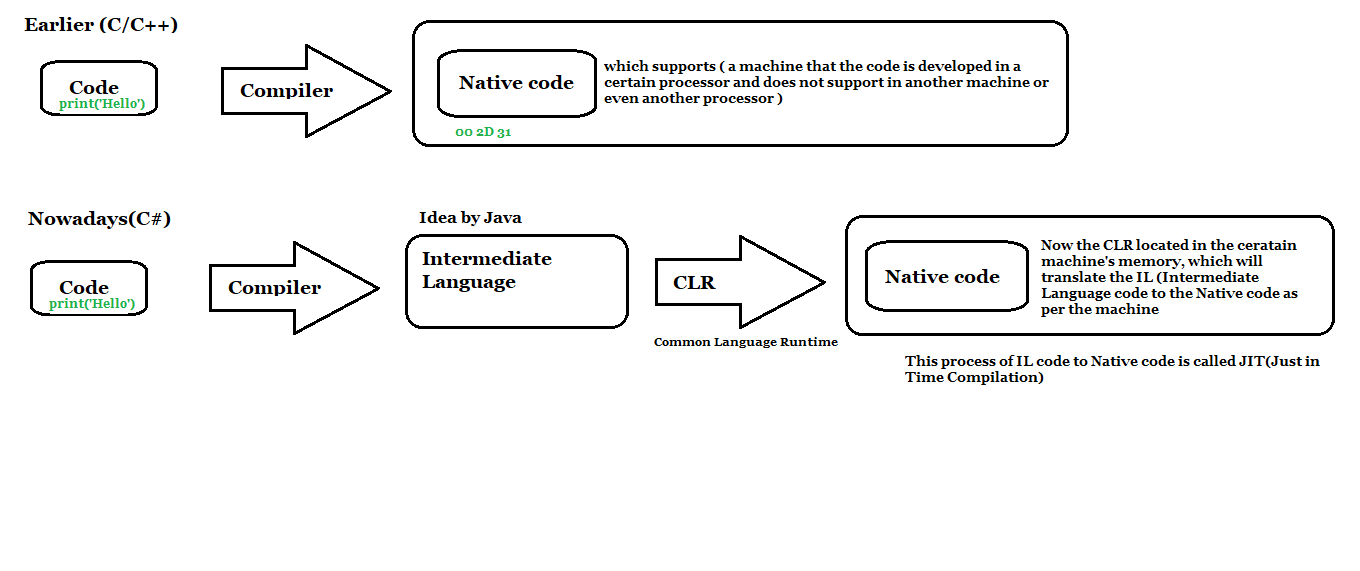 Earlier (C/C++)
Code
print('Hello')
Compiler
Native code
00 2D 31
which supports ( a machine that the code is developed in a
certain processor and does not support in another machine or
even another processor )
Nowadays(C#)
Code
print('Hello')
Compiler
Idea by Java
Intermediate
Language
CLR
Common Language Runtime
Native code
Now the CLR located in the ceratain
machine's memory, which will
translate the IL (Intermediate
Language code to the Native code as
per the machine
This process of IL code to Native code is called JIT(Just in
Time Compilation)